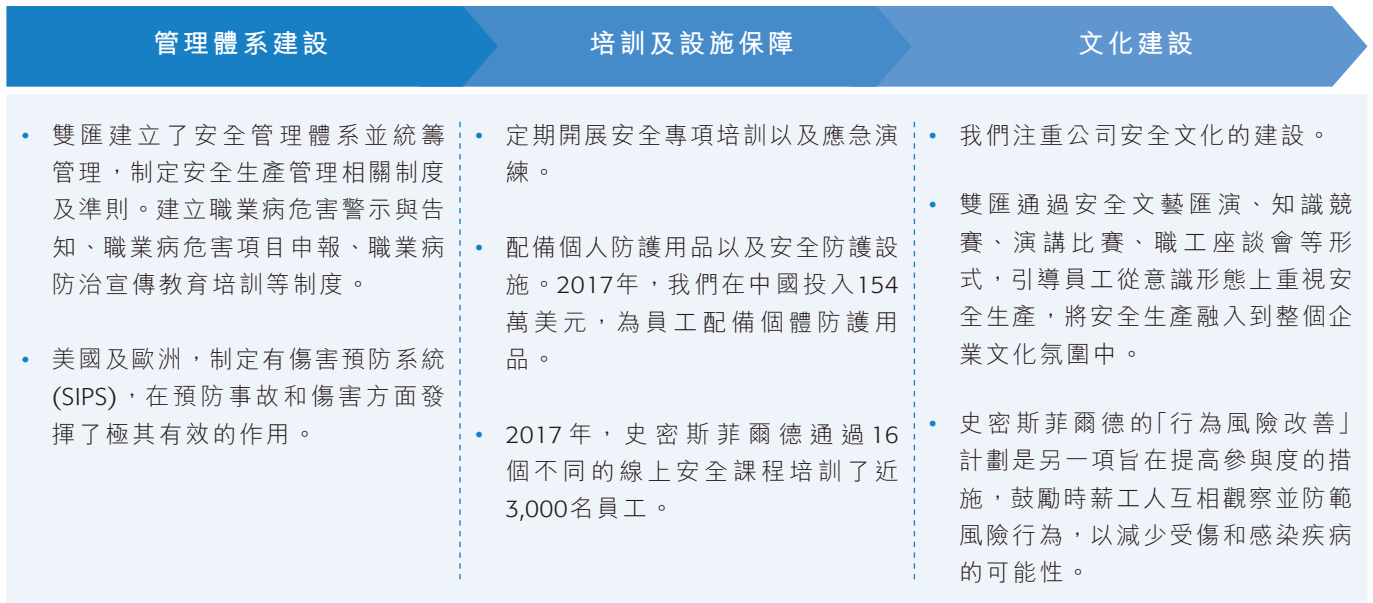 管理體系建設
培訓及設施保障
文化建設
• 雙匯建立了安全管理體系並統籌
管理，制定安全生產管理相關制度
及準則。建立職業病危害警示與告
知、職業病危害項目申報、職業病
防治宣傳教育培訓等制度。
• 美國及歐洲，制定有傷害預防系統
(SIPS)，在預防事故和傷害方面發
揮了極其有效的作用。
• 定期開展安全專項培訓以及應急演
練。
• 配備個人防護用品以及安全防護設
施。2017年，我們在中國投入154
萬美元，為員工配備個體防護用
品。
• 2017年，史密斯菲爾德通過16
個不同的線上安全課程培訓了近
3,000名員工。
• 我們注重公司安全文化的建設。
• 雙匯通過安全文藝匯演、知識競
賽、演講比賽、職工座談會等形
式，引導員工從意識形態上重視安
全生產，將安全生產融入到整個企
業文化氛圍中。
• 史密斯菲爾德的「行為風險改善」
計劃是另一項旨在提高參與度的措
施，鼓勵時薪工人互相觀察並防範
風險行為，以減少受傷和感染疾病
的可能性。